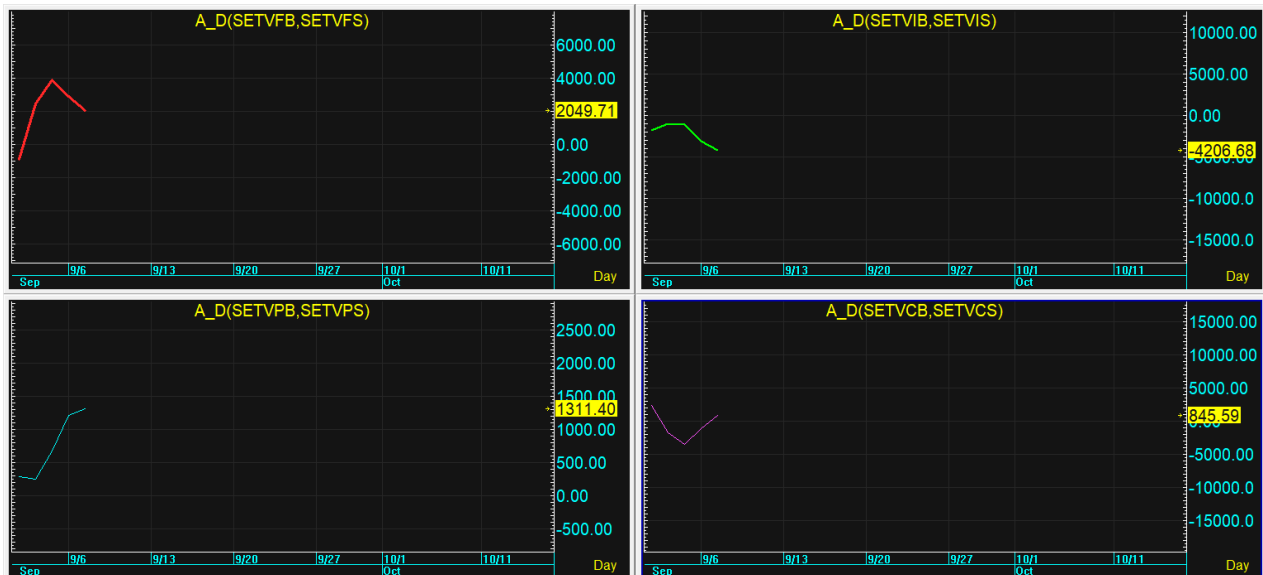 A_D(SETVFB,SETVFS)
6000.00
4000.00
2049.71
0.00
-2000.00
-4000.00
-6000.00
9/6 9/13 9/20 9/27 10/1 10/11
Sep Oct Day
A_D(SETVIB,SETVIS)
10000.00
5000.00
0.00
-4206.68
-5000.00
-10000.0
-15000.0
9/6 9/13 9/20 9/27 10/1 10/11
Sep Oct Day
A_D(SETVPB,SETVPS)
2500.00
2000.00
1500.00
1311.40
1000.00
500.00
0.00
-500.00
9/6 9/13 9/20 9/27 10/1 10/11
Sep Oct Day
A_D(SETVCB,SETVCS)
15000.00
10000.00
5000.00
845.59
0.00
-5000.00
-10000.0
-15000.0
9/6 9/13 9/20 9/27 10/1 10/11
Sep Oct Day